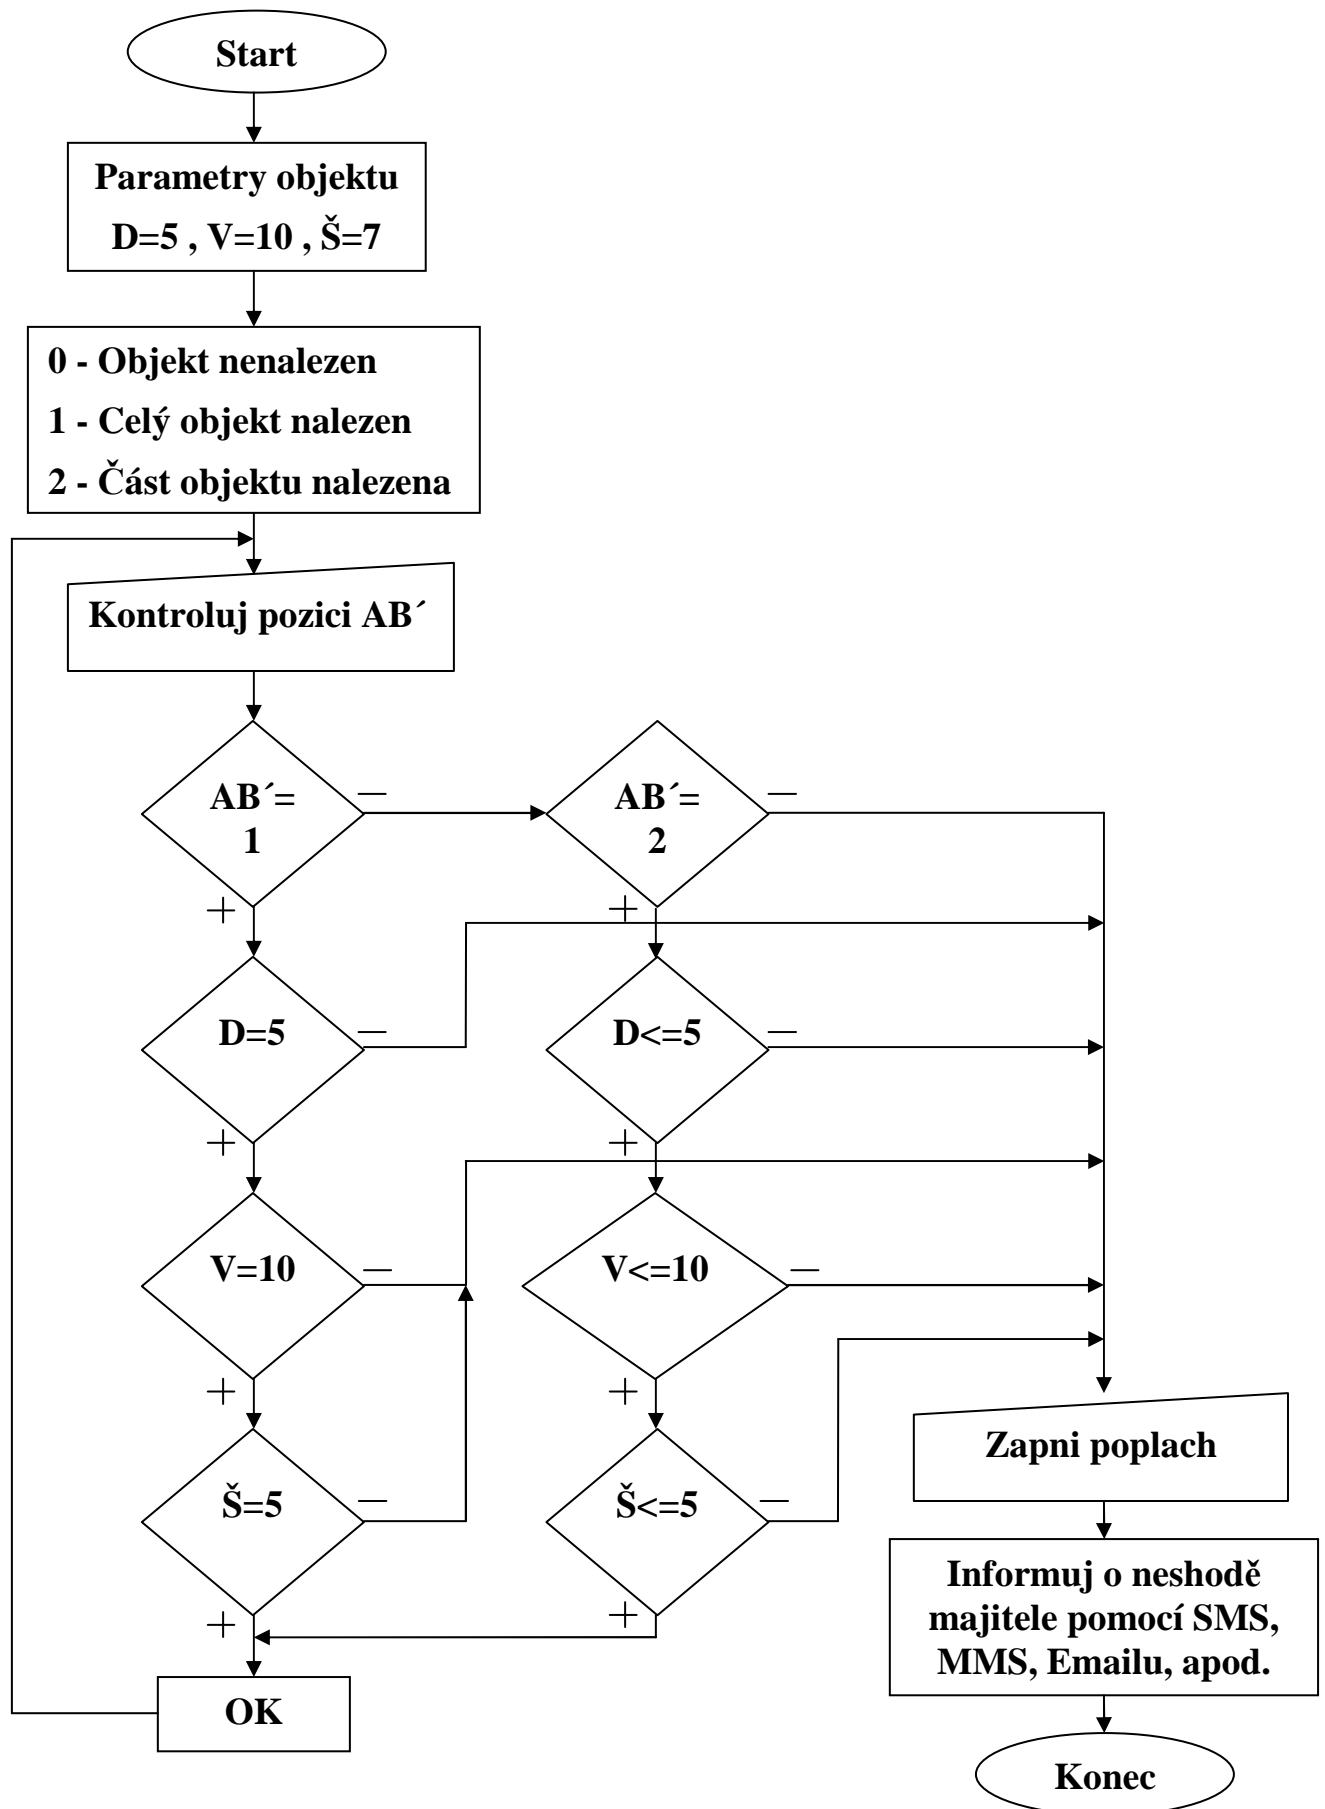 Start
Parametry objektu
D=5 , V=10 , Š=7
0 - Objekt nenalezen
1 - Celý objekt nalezen
2 - Část objektu nalezena
Kontroluj pozici AB´
AB´=
1
—
+
AB´=
2
—
+
D=5
—
+
D<=5
—
+
V=10
—
+
V<=10
—
+
Š=5
—
+
Š<=5
—
+
OK
Zapni poplach
Informuj o neshodě
majitele pomocí SMS,
MMS, Emailu, apod.
Konec